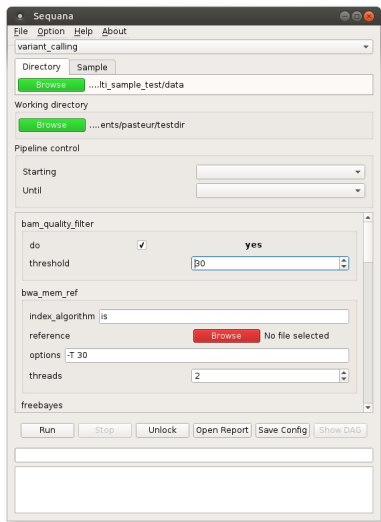 Sequana
File Option Help About
variant_calling
Directory Sample
Browse ....lti_sample_test/data
Working directory
Browse ....ents/pasteur/testdir
Pipeline control
Starting
Until
bam_quality_filter
do yes
threshold 30
bwa_mem_ref
index_algorithm is
reference Browse No file selected
options -T 30
threads 2
freebayes
Run Stop Unlock Open Report Save Config Show DAG